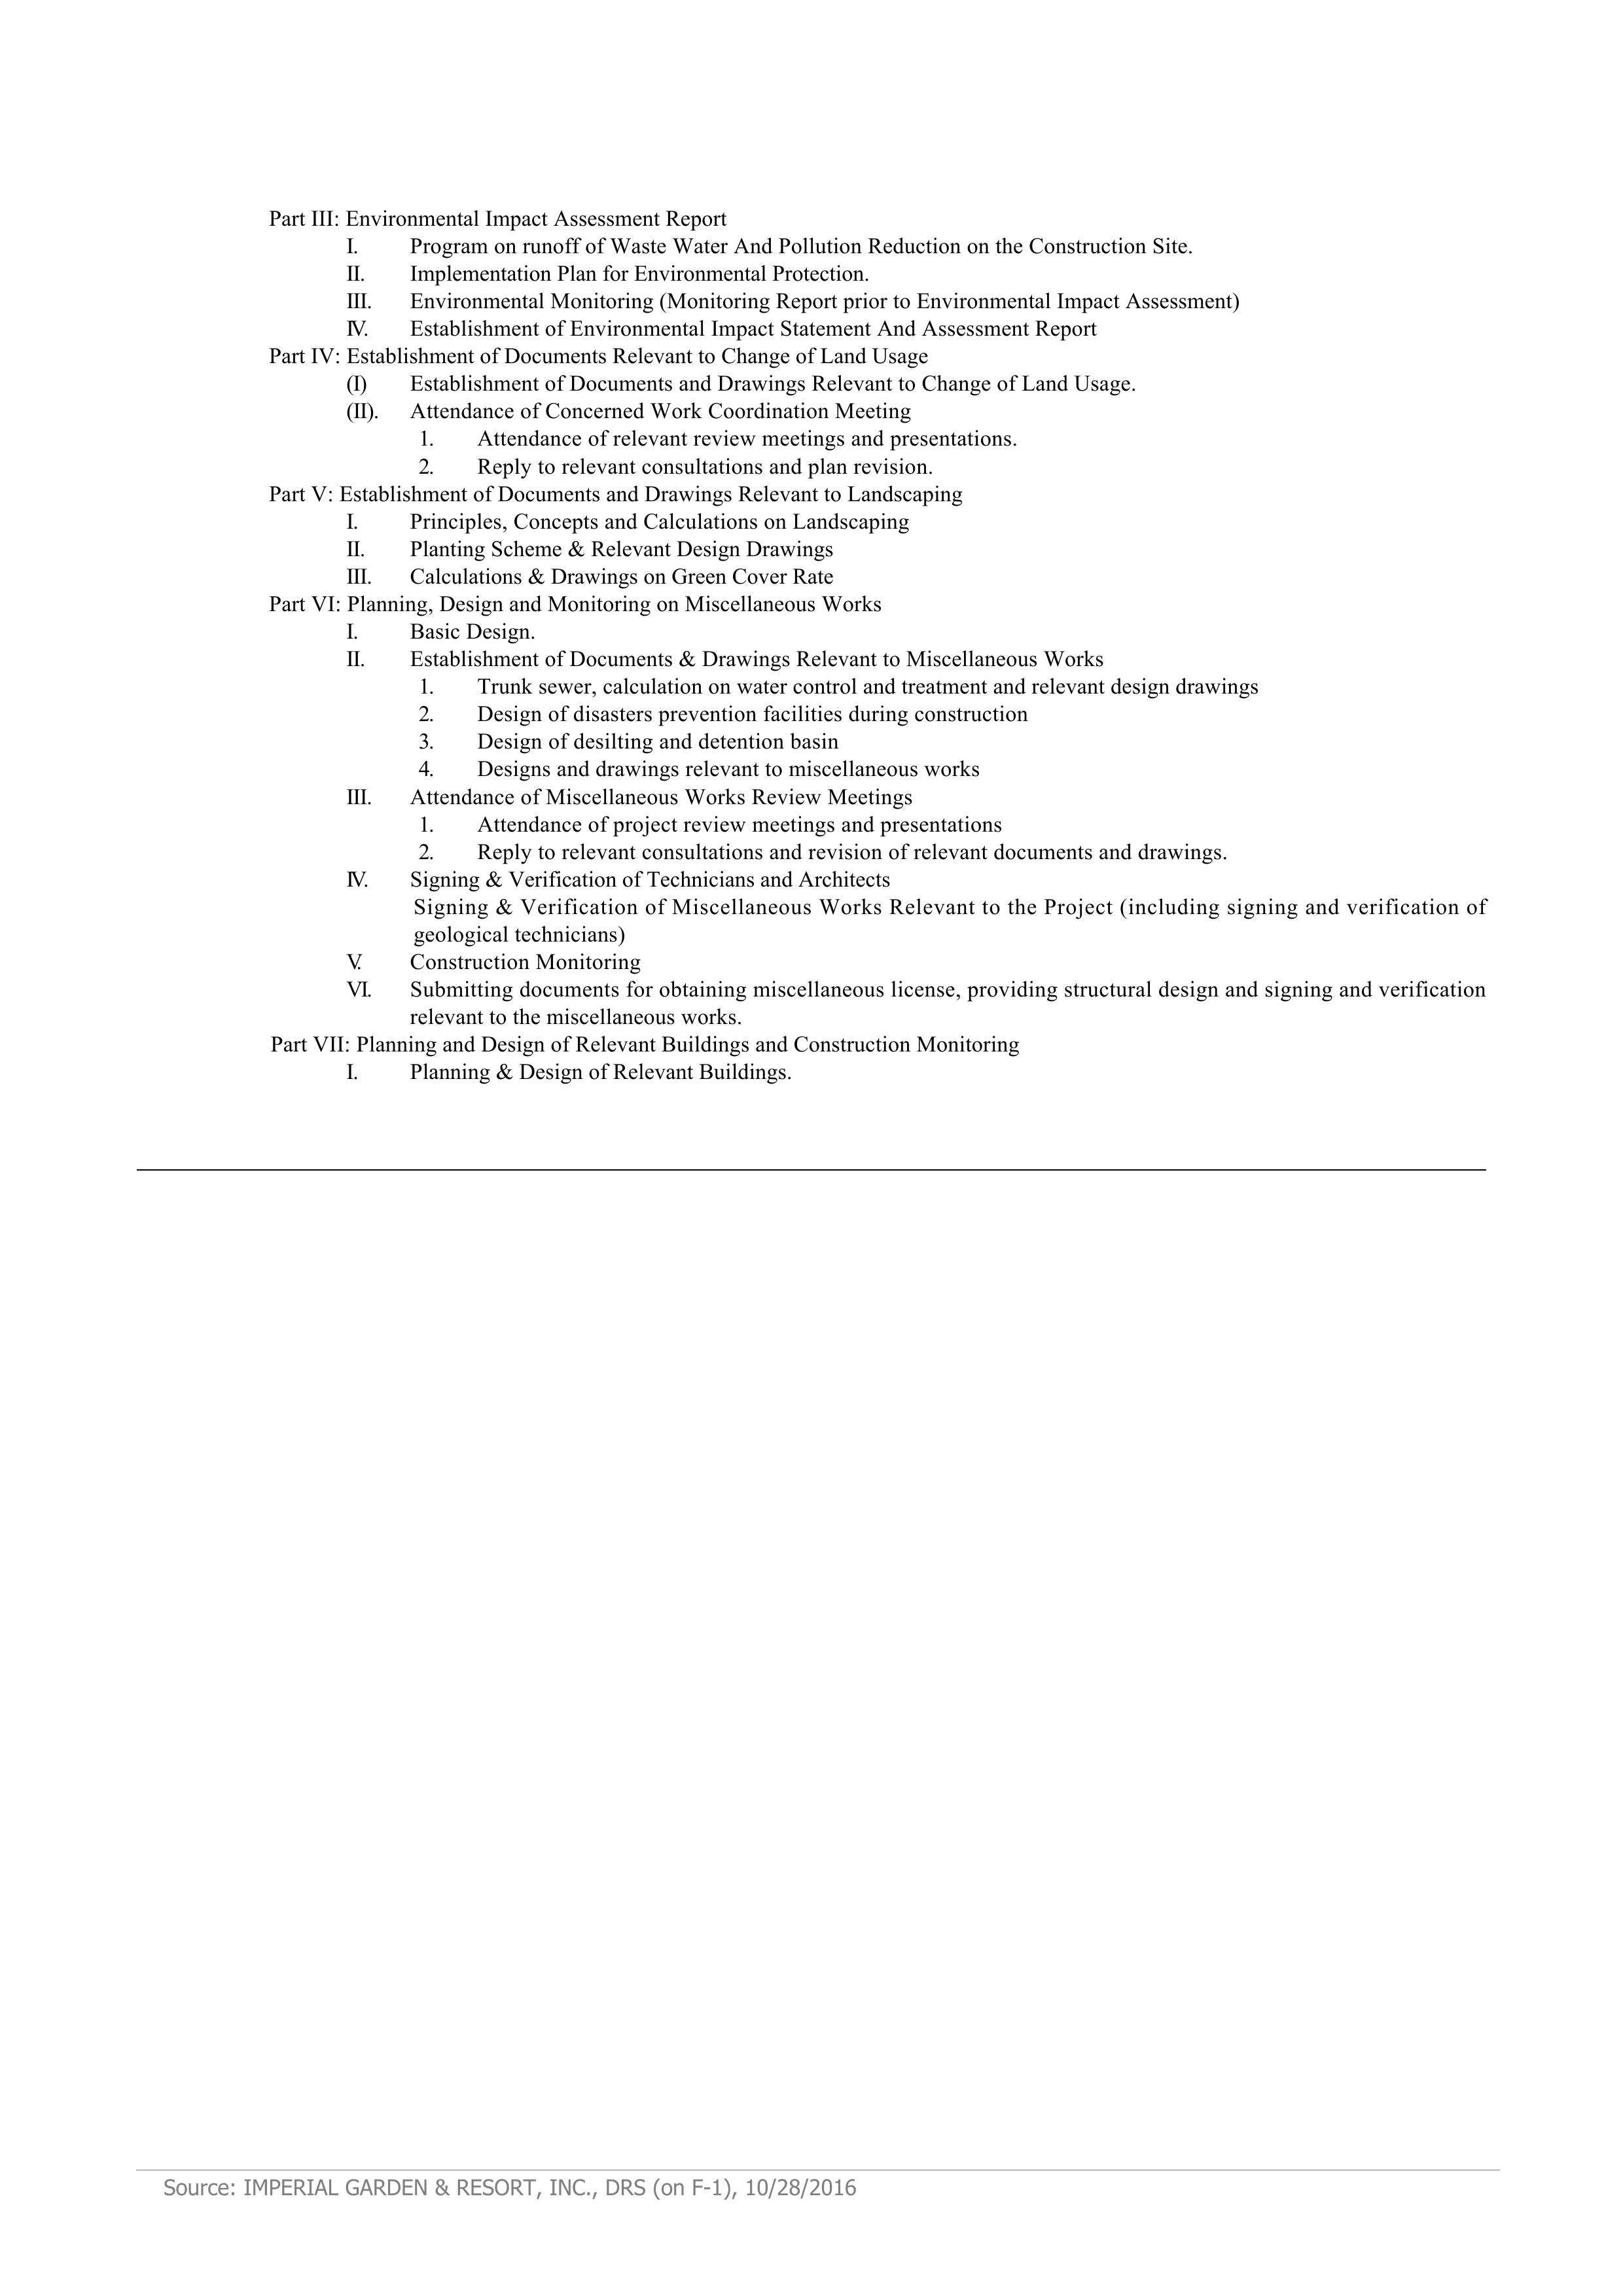 Part III: Environmental Impact Assessment Report
I. Program on runoff of Waste Water And Pollution Reduction on the Construction Site.
II. Implementation Plan for Environmental Protection.
III. Environmental Monitoring (Monitoring Report prior to Environmental Impact Assessment)
IV. Establishment of Environmental Impact Statement And Assessment Report
Part IV: Establishment of Documents Relevant to Change of Land Usage
(I) Establishment of Documents and Drawings Relevant to Change of Land Usage.
(II). Attendance of Concerned Work Coordination Meeting
1. Attendance of relevant review meetings and presentations.
2. Reply to relevant consultations and plan revision.
Part V: Establishment of Documents and Drawings Relevant to Landscaping
I. Principles, Concepts and Calculations on Landscaping
II. Planting Scheme & Relevant Design Drawings
III. Calculations & Drawings on Green Cover Rate
Part VI: Planning, Design and Monitoring on Miscellaneous Works
I. Basic Design.
II. Establishment of Documents & Drawings Relevant to Miscellaneous Works
1. Trunk sewer, calculation on water control and treatment and relevant design drawings
2. Design of disasters prevention facilities during construction
3. Design of desilting and detention basin
4. Designs and drawings relevant to miscellaneous works
III. Attendance of Miscellaneous Works Review Meetings
1. Attendance of project review meetings and presentations
2. Reply to relevant consultations and revision of relevant documents and drawings.
IV. Signing & Verification of Technicians and Architects
Signing & Verification of Miscellaneous Works Relevant to the Project (including signing and verification of
geological technicians)
V. Construction Monitoring
VI. Submitting documents for obtaining miscellaneous license, providing structural design and signing and verification
relevant to the miscellaneous works.
Part VII: Planning and Design of Relevant Buildings and Construction Monitoring
I. Planning & Design of Relevant Buildings.
Source: IMPERIAL GARDEN & RESORT, INC., DRS (on F-1), 10/28/2016